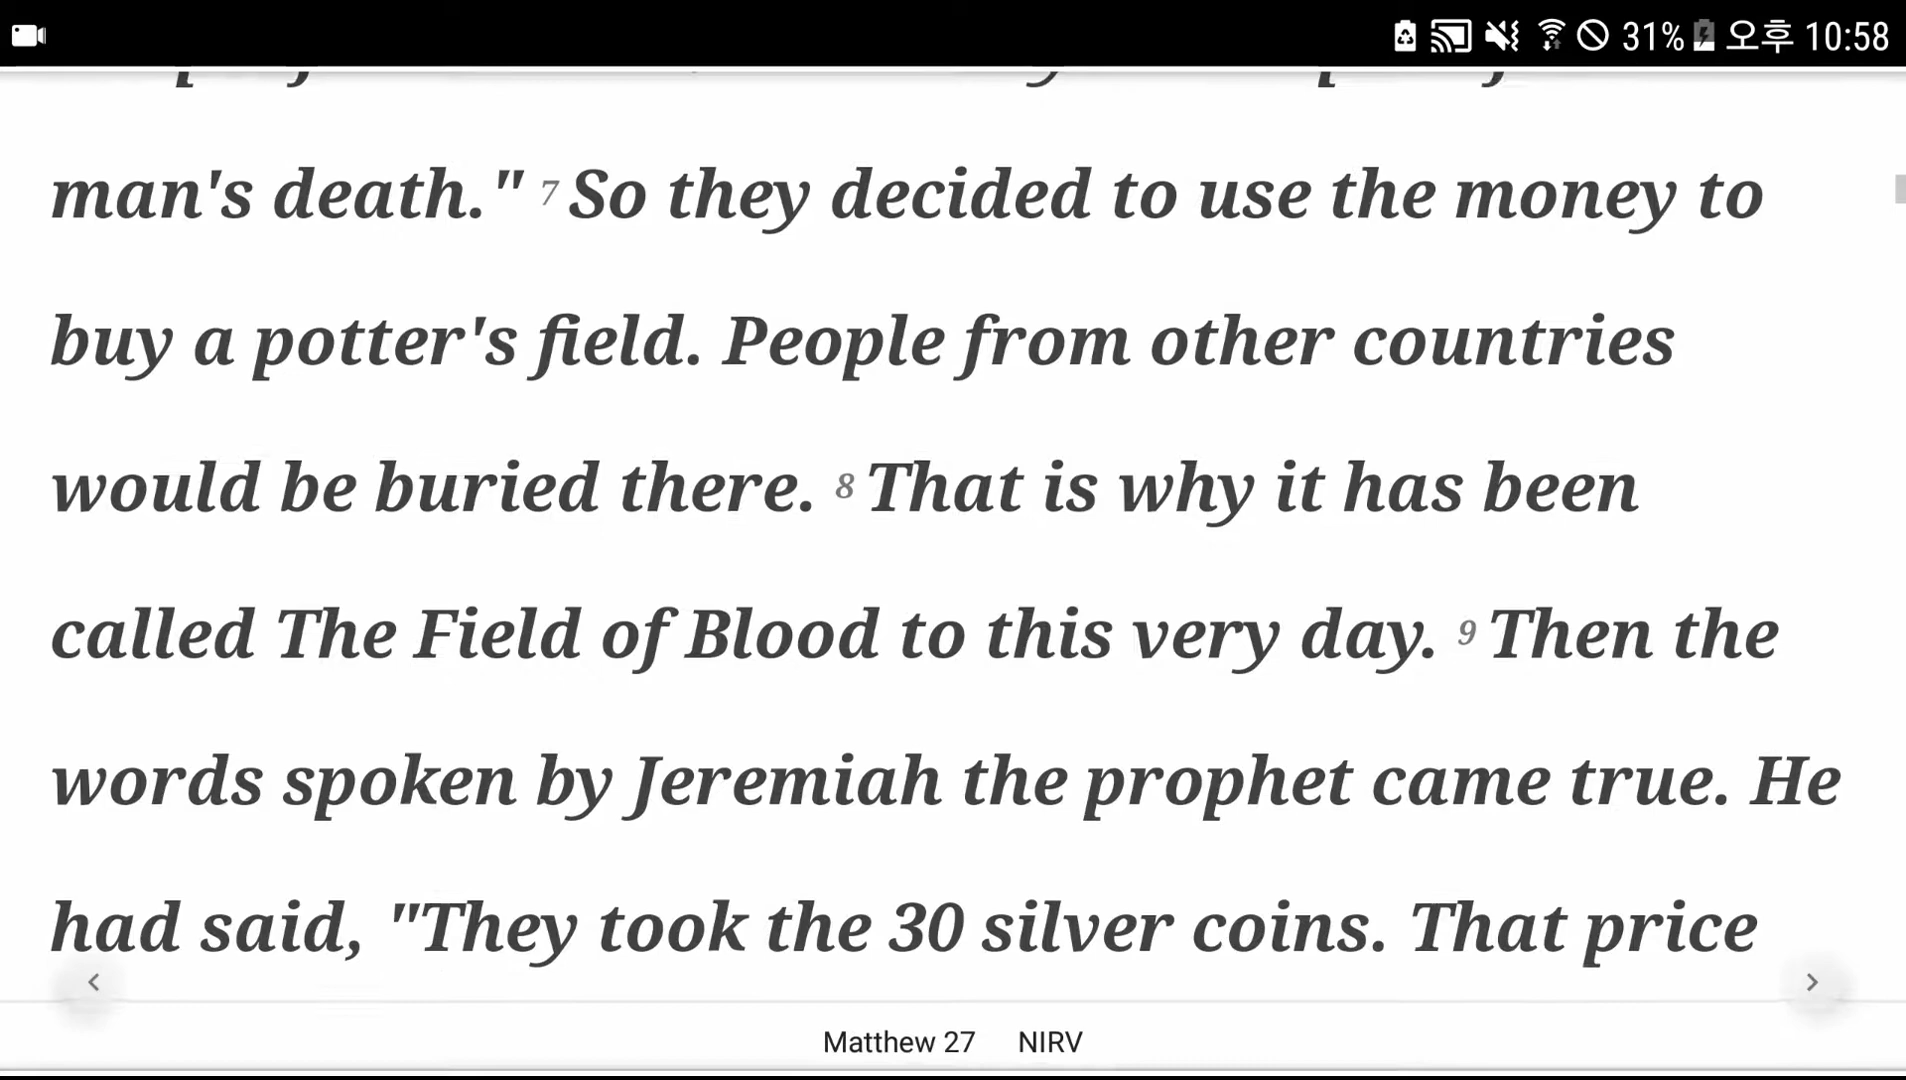 31% 오후 10:58
man's death." 7 So they decided to use the money to
buy a potter's field. People from other countries
would be buried there. 8 That is why it has been
called The Field of Blood to this very day. 9 Then the
words spoken by Jeremiah the prophet came true. He
had said, "They took the 30 silver coins. That price
Matthew 27 NIRV